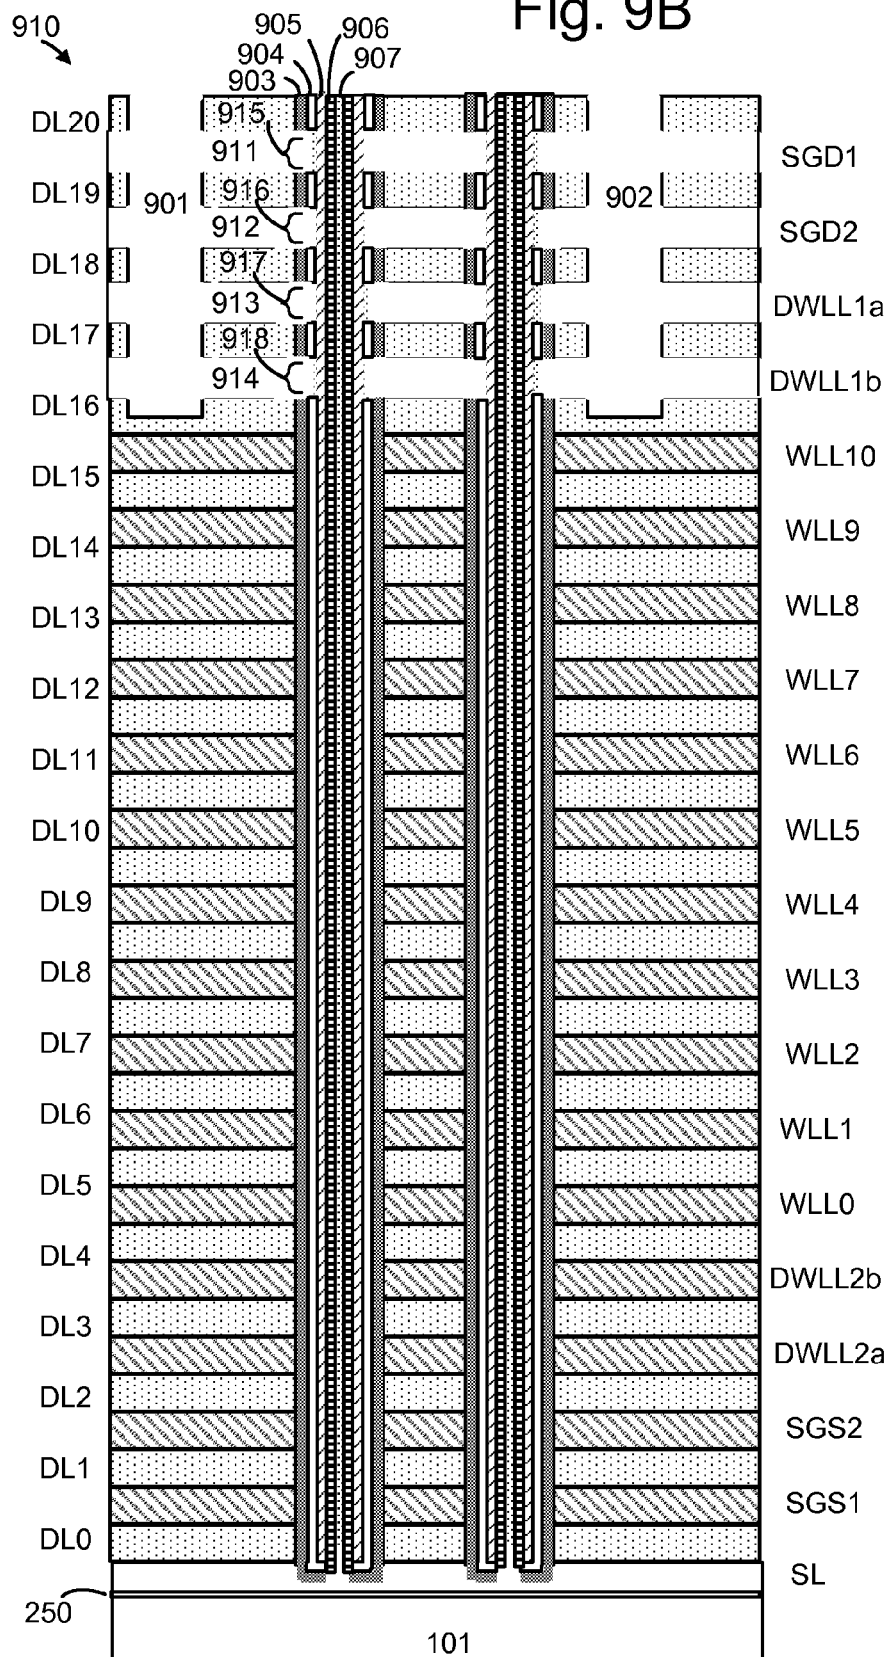 Fig. 9B
910
905
906
904
907
903
DL20
915
911
SGD1
DL19
916
901
902
912
SGD2
DL18
917
913
DWLL1a
DL17
918
914
DWLL1b
DL16
WLL10
DL15
WLL9
DL14
WLL8
DL13
WLL7
DL12
WLL6
DL11
WLL5
DL10
WLL4
DL9
WLL3
DL8
WLL2
DL7
WLL1
DL6
WLL0
DL5
DWLL2b
DL4
DWLL2a
DL3
SGS2
DL2
SGS1
DL1
DL0
SL
250
101